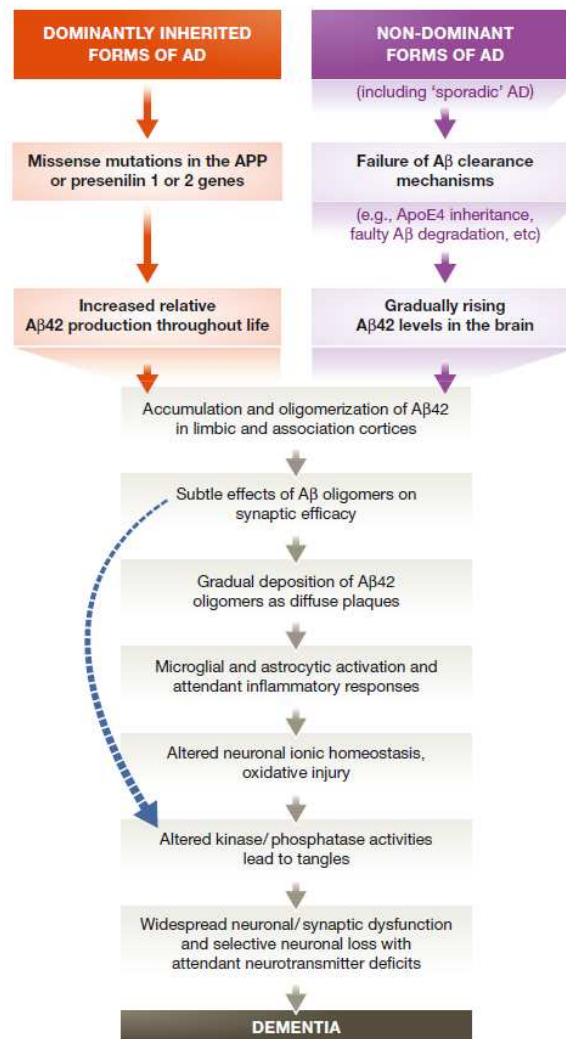 DOMINANTLY INHERITED
FORMS OF AD
NON-DOMINANT
FORMS OF AD
(including ‘sporadic’ AD)
Missense mutations in the APP
or presenilin 1 or 2 genes
Failure of Aβ clearance
mechanisms
(e.g., ApoE4 inheritance,
faulty Aβ degradation, etc)
Increased relative
Aβ42 production throughout life
Gradually rising
Aβ42 levels in the brain
Accumulation and oligomerization of Aβ42
in limbic and association cortices
Subtle effects of Aβ oligomers on
synaptic efficacy
Gradual deposition of Aβ42
oligomers as diffuse plaques
Microglial and astrocytic activation and
attendant inflammatory responses
Altered neuronal ionic homeostasis,
oxidative injury
Altered kinase/phosphatase activities
lead to tangles
Widespread neuronal/synaptic dysfunction
and selective neuronal loss with
attendant neurotransmitter deficits
DEMENTIA